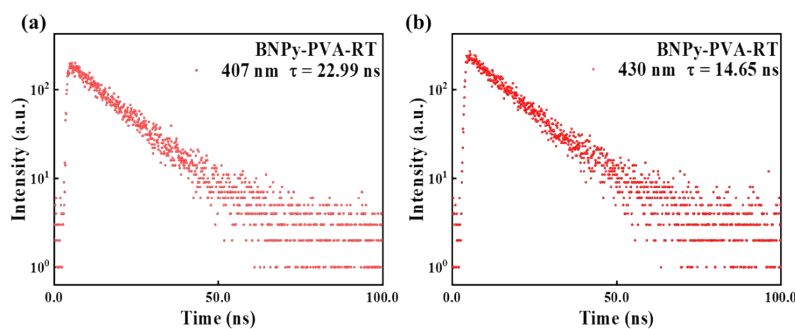 (a)
BNPy-PVA-RT
407 nm τ = 22.99 ns
Intensity (a.u.)
10²
10¹
10⁰
0.0 50.0 100.0
Time (ns)
(b)
BNPy-PVA-RT
430 nm τ = 14.65 ns
Intensity (a.u.)
10²
10¹
10⁰
0.0 50.0 100.0
Time (ns)